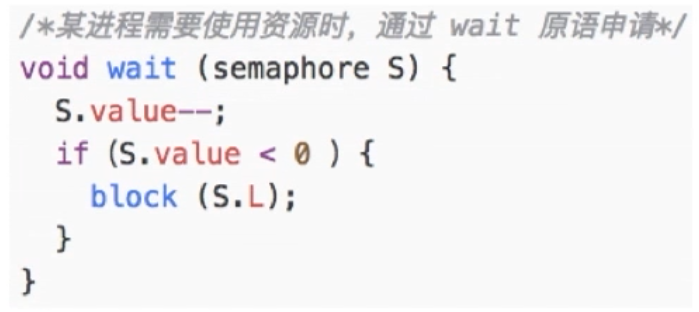 /*某进程需要使用资源时，通过 wait 原语申请*/
void wait (semaphore S) {
  S.value--;
  if (S.value < 0 ) {
    block (S.L);
  }
}